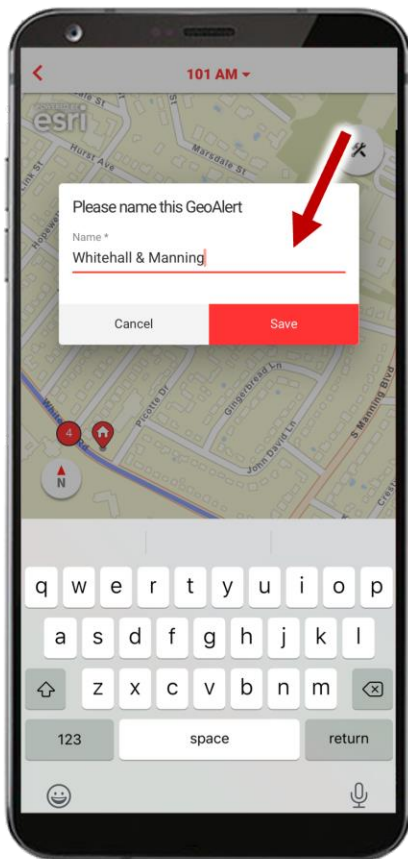 101 AM
esri
Hurst Ave
Marsdale St
Please name this GeoAlert
Name *
Whitehall & Manning
Cancel
Save
Picotte Dr
Gingerbread Ln
S Manning Blvd
John David Ln
4
N
q w e r t y u i o p
a s d f g h j k l
z x c v b n m
123 space return